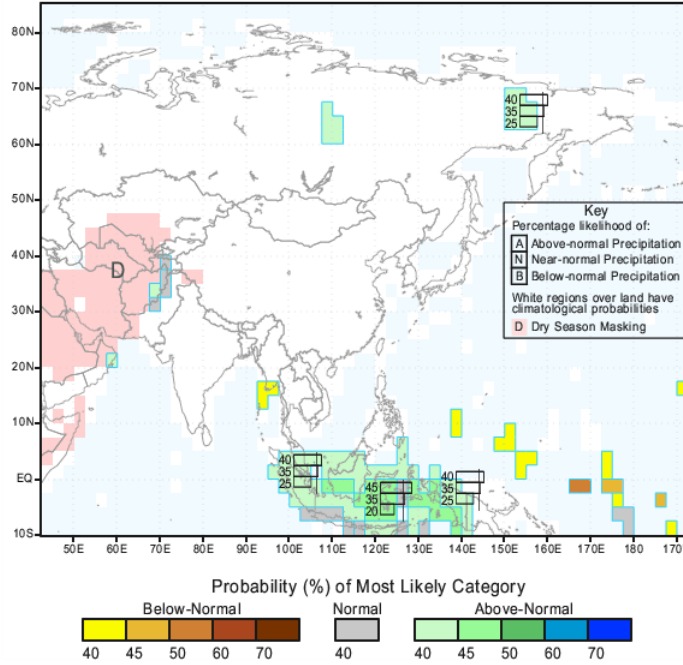 80N
70N
60N
50N
40N
30N
20N
10N
EQ
10S
40
35
25
D
40
35
25
45
35
20
40
35
25
Key
Percentage likelihood of:
A Above-normal Precipitation
N Near-normal Precipitation
B Below-normal Precipitation
White regions over land have
climatological probabilities
D Dry Season Masking
50E 60E 70E 80E 90E 100E 110E 120E 130E 140E 150E 160E 170E 180 170W
Probability (%) of Most Likely Category
Below-Normal Normal Above-Normal
40 45 50 60 70 40 40 45 50 60 70